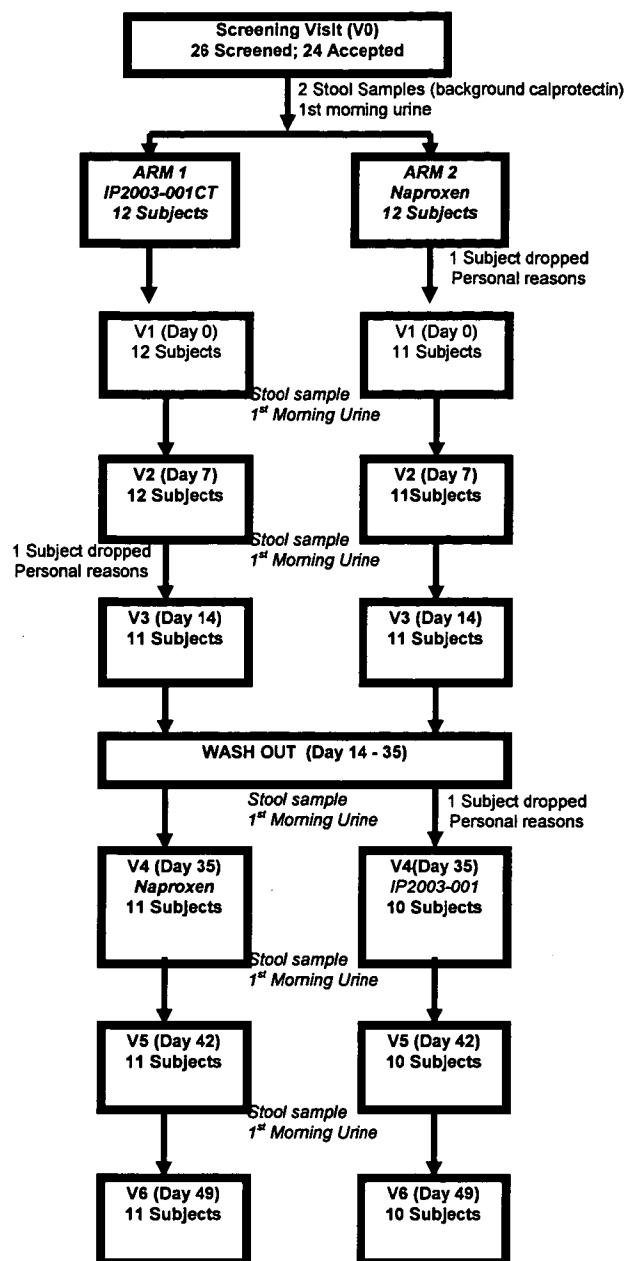 Screening Visit (V0)
26 Screened; 24 Accepted
2 Stool Samples (background calprotectin)
1st morning urine
ARM 1
IP2003-001CT
12 Subjects
ARM 2
Naproxen
12 Subjects
1 Subject dropped
Personal reasons
V1 (Day 0)
12 Subjects
V1 (Day 0)
11 Subjects
Stool sample
1st Morning Urine
V2 (Day 7)
12 Subjects
V2 (Day 7)
11Subjects
1 Subject dropped
Personal reasons
Stool sample
1st Morning Urine
V3 (Day 14)
11 Subjects
V3 (Day 14)
11 Subjects
WASH OUT (Day 14 - 35)
Stool sample
1st Morning Urine
1 Subject dropped
Personal reasons
V4 (Day 35)
Naproxen
11 Subjects
V4(Day 35)
IP2003-001
10 Subjects
Stool sample
1st Morning Urine
V5 (Day 42)
11 Subjects
V5 (Day 42)
10 Subjects
Stool sample
1st Morning Urine
V6 (Day 49)
11 Subjects
V6 (Day 49)
10 Subjects